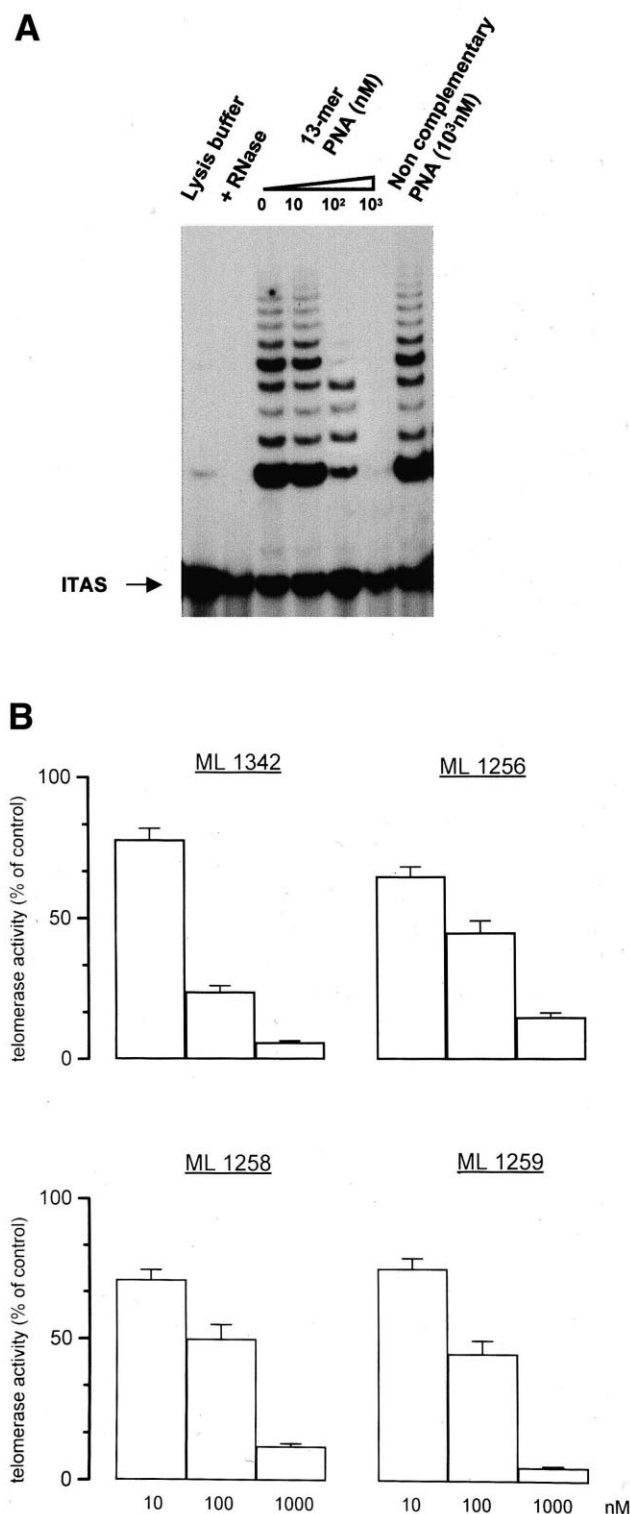 A
Lysis buffer
+ RNase
13-mer
PNA (nM)
Non complementary
PNA (10³nM)
0 10 10² 10³
ITAS
B
ML 1342 ML 1256
telomerase activity (% of control)
100
50
0
ML 1258 ML 1259
telomerase activity (% of control)
100
50
0
10 100 1000 10 100 1000 nM